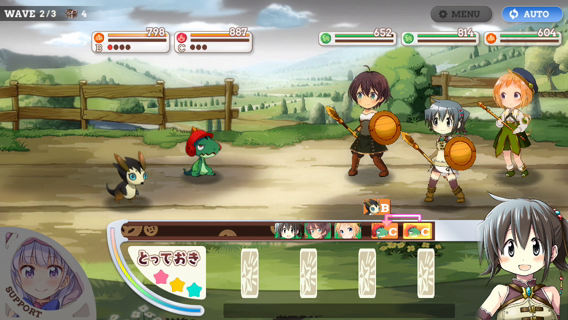 WAVE 2/3 4
MENU
AUTO
798
B
887
C
652
814
604
B
C
C
とっておき
SUPPORT